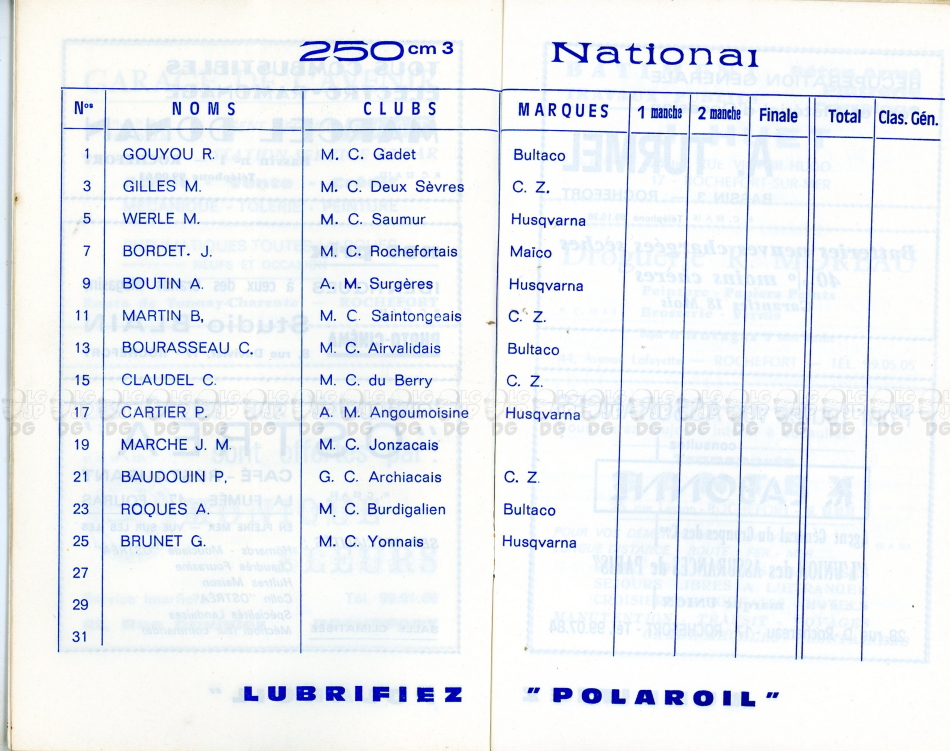 250 cm 3 National
Nos NOMS CLUBS MARQUES 1 manche 2 manche Finale Total Clas. Gén.
1 GOUYOU R. M. C. Gadet Bultaco
3 GILLES M. M. C. Deux Sèvres C. Z.
5 WERLE M. M. C. Saumur Husqvarna
7 BORDET. J. M. C. Rochefortais Maïco
9 BOUTIN A. A. M. Surgères Husqvarna
11 MARTIN B, M. C Saintongeais C. Z.
13 BOURASSEAU C. M. C. Airvalidais Bultaco
15 CLAUDEL C. M. C. du Berry C. Z.
17 CARTIER P. A. M. Angoumoisine Husqvarna
19 MARCHE J. M. M. C. Jonzacais
21 BAUDOUIN P. G. C. Archiacais C. Z.
23 ROQUES A. M. C. Burdigalien Bultaco
25 BRUNET G. M. C. Yonnais Husqvarna
27
29
31
LUBRIFIEZ " POLAROIL "